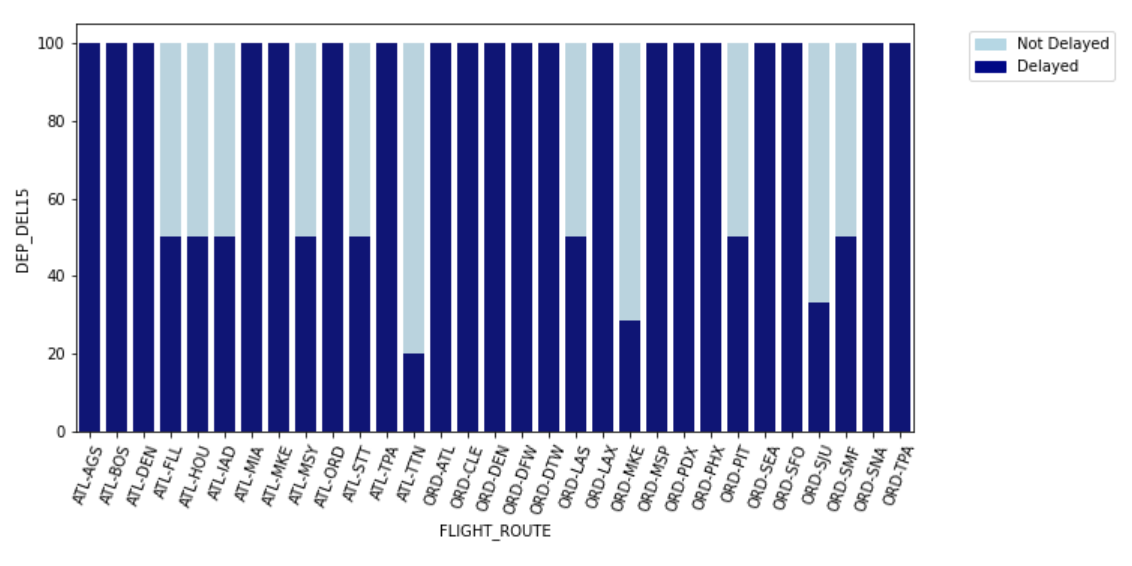 100
80
60
40
20
0
DEP_DEL15
ATL-AGS
ATL-BOS
ATL-DEN
ATL-FLL
ATL-HOU
ATL-IAD
ATL-MIA
ATL-MKE
ATL-MSY
ATL-ORD
ATL-STT
ATL-TPA
ATL-TTN
ORD-ATL
ORD-CLE
ORD-DEN
ORD-DFW
ORD-DTW
ORD-LAS
ORD-LAX
ORD-MKE
ORD-MSP
ORD-PDX
ORD-PHX
ORD-PIT
ORD-SEA
ORD-SFO
ORD-SJU
ORD-SMF
ORD-SNA
ORD-TPA
FLIGHT_ROUTE
Not Delayed
Delayed